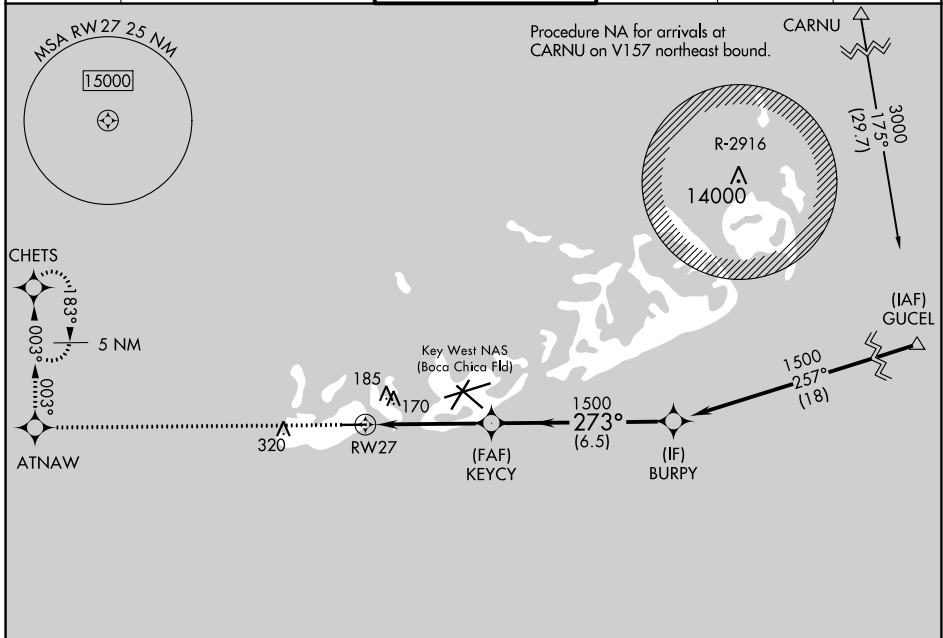 MSA RW27 25 NM
15000
Procedure NA for arrivals at
CARNU on V157 northeast bound.
CARNU
3000
175°
(29.7)
R-2916
14000
CHETS
183°
003°
5 NM
003°
ATNAW
(IAF)
GUCEL
1500
257°
(18)
Key West NAS
(Boca Chica Fld)
185
170
320
RW27
(FAF)
KEYCY
1500
273°
(6.5)
(IF)
BURPY